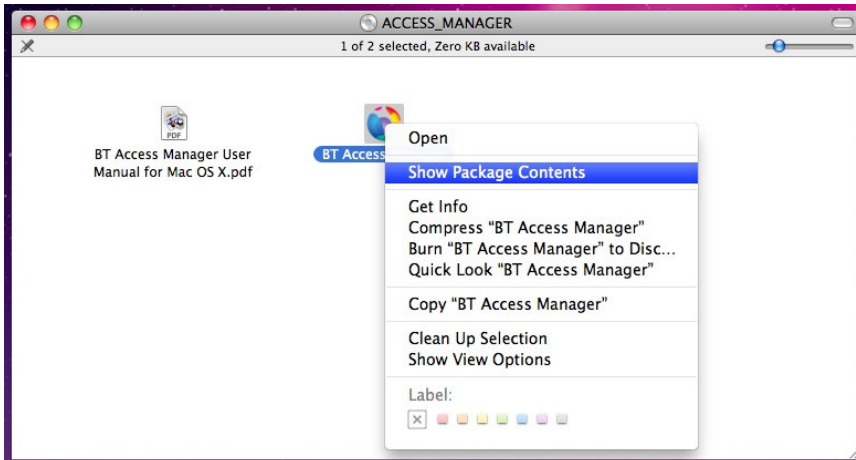 ACCESS_MANAGER
1 of 2 selected, Zero KB available
PDF
BT Access Manager User
Manual for Mac OS X.pdf
BT Access
Open
Show Package Contents
Get Info
Compress “BT Access Manager”
Burn “BT Access Manager” to Disc...
Quick Look “BT Access Manager”
Copy “BT Access Manager”
Clean Up Selection
Show View Options
Label: